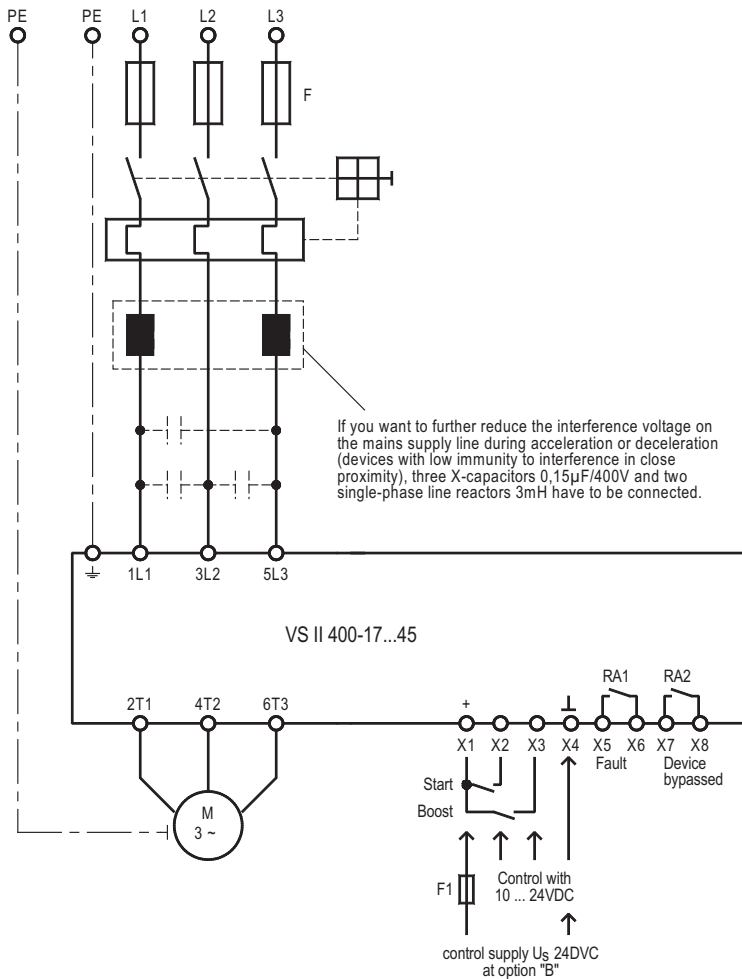 PE PE L1 L2 L3
F
If you want to further reduce the interference voltage on
the mains supply line during acceleration or deceleration
(devices with low immunity to interference in close
proximity), three X-capacitors 0,15µF/400V and two
single-phase line reactors 3mH have to be connected.
1L1 3L2 5L3
VS II 400-17...45
2T1 4T2 6T3
RA1 RA2
+
X1 X2 X3 X4 X5 X6 X7 X8
Fault Device
bypassed
Start
Boost
M
3 ~
F1
Control with
10 ... 24VDC
control supply US 24DVC
at option "B"